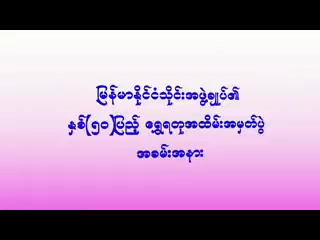 မြန်မာနိုင်ငံသိုင်းအဖွဲ့ချုပ်၏
နှစ်(၅၀)ပြည့် ရွှေရတုအထိမ်းအမှတ်ပွဲ
အခမ်းအနား